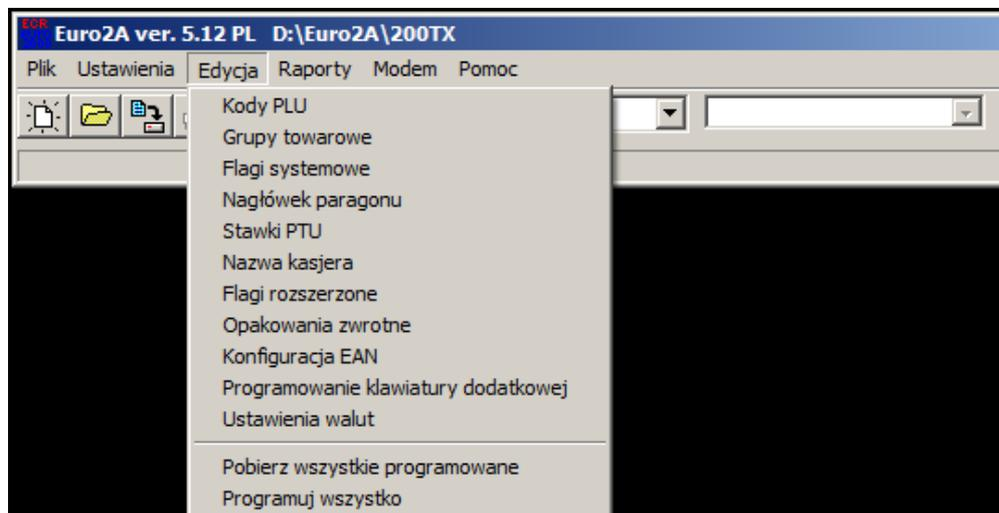 ECR
Euro2A ver. 5.12 PL D:\Euro2A\200TX
Plik Ustawienia Edycja Raporty Modem Pomoc
Kody PLU
Grupy towarowe
Flagi systemowe
Nagłówek paragonu
Stawki PTU
Nazwa kasjera
Flagi rozszerzone
Opakowania zwrotne
Konfiguracja EAN
Programowanie klawiatury dodatkowej
Ustawienia walut
Pobierz wszystkie programowane
Programuj wszystko